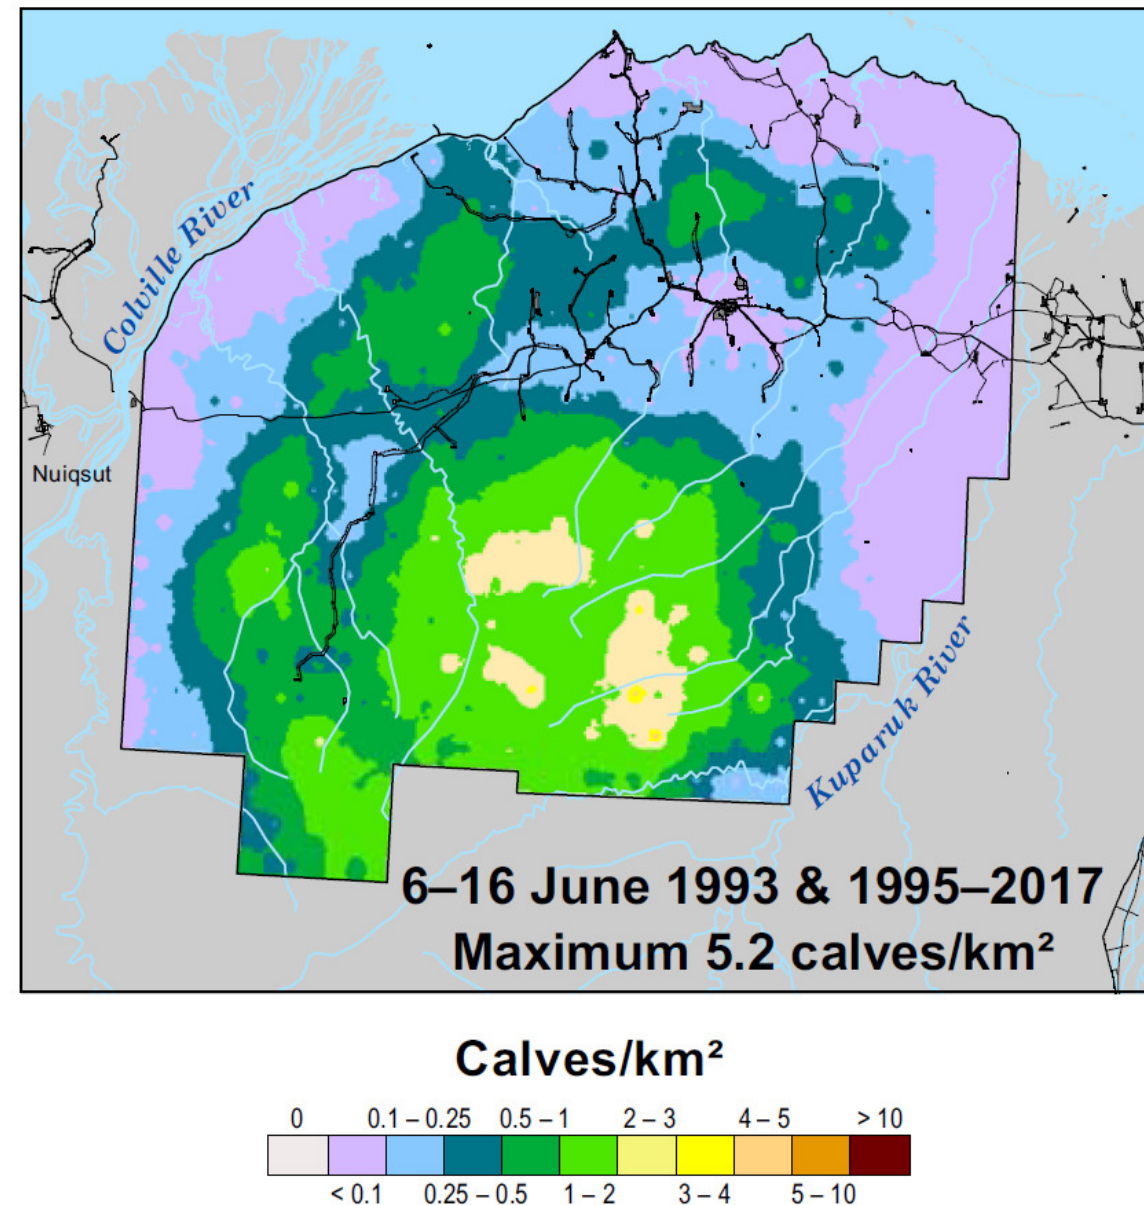 Colville River
Nuiqsut
Kuparuk River
6–16 June 1993 & 1995–2017
Maximum 5.2 calves/km²
Calves/km²
0 0.1 – 0.25 0.5 – 1 2 – 3 4 – 5 > 10
< 0.1 0.25 – 0.5 1 – 2 3 – 4 5 – 10